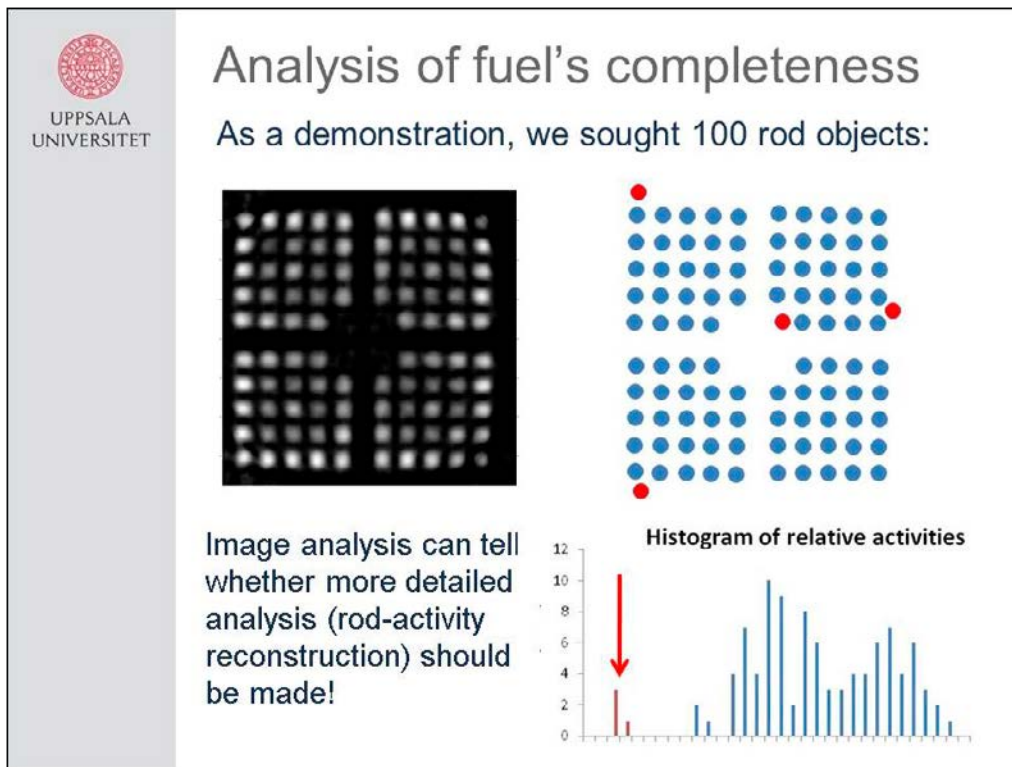 UPPSALA
UNIVERSITET
Analysis of fuel's completeness
As a demonstration, we sought 100 rod objects:
Image analysis can tell
whether more detailed
analysis (rod-activity
reconstruction) should
be made!
Histogram of relative activities
12
10
8
6
4
2
0